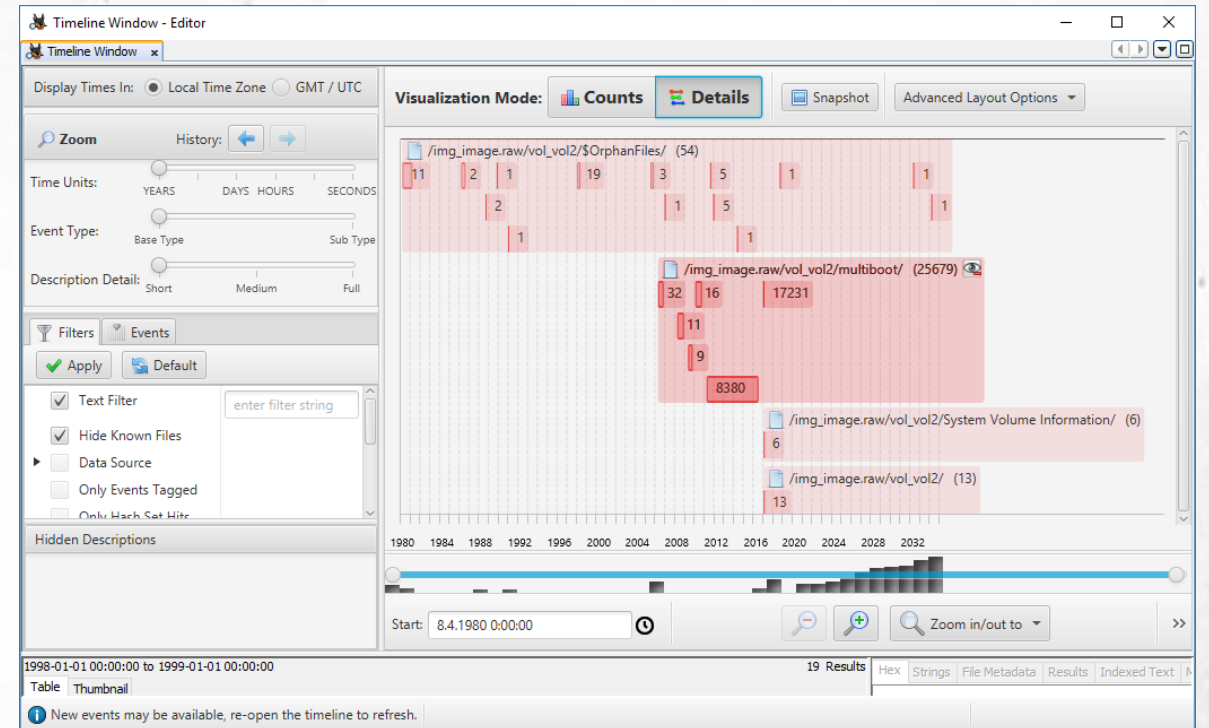 Timeline Window - Editor
Timeline Window x
Display Times In: Local Time Zone GMT / UTC
Zoom History:
Time Units:
YEARS DAYS HOURS SECONDS
Event Type:
Base Type Sub Type
Description Detail:
Short Medium Full
Filters Events
Apply Default
Text Filter enter filter string
Hide Known Files
Data Source
Only Events Tagged
Only Hash Set Hits
Hidden Descriptions
Visualization Mode: Counts Details Snapshot Advanced Layout Options
/img_image.raw/vol_vol2/$OrphanFiles/ (54)
11 2 1 19 3 5 1 1
2 1 5 1
1 1
/img_image.raw/vol_vol2/multiboot/ (25679)
32 16 17231
11
9
8380
/img_image.raw/vol_vol2/System Volume Information/ (6)
6
/img_image.raw/vol_vol2/ (13)
13
1980 1984 1988 1992 1996 2000 2004 2008 2012 2016 2020 2024 2028 2032
Start: 8.4.1980 0:00:00 Zoom in/out to >>
1998-01-01 00:00:00 to 1999-01-01 00:00:00 19 Results
Table Thumbnail
Hex Strings File Metadata Results Indexed Text
New events may be available, re-open the timeline to refresh.